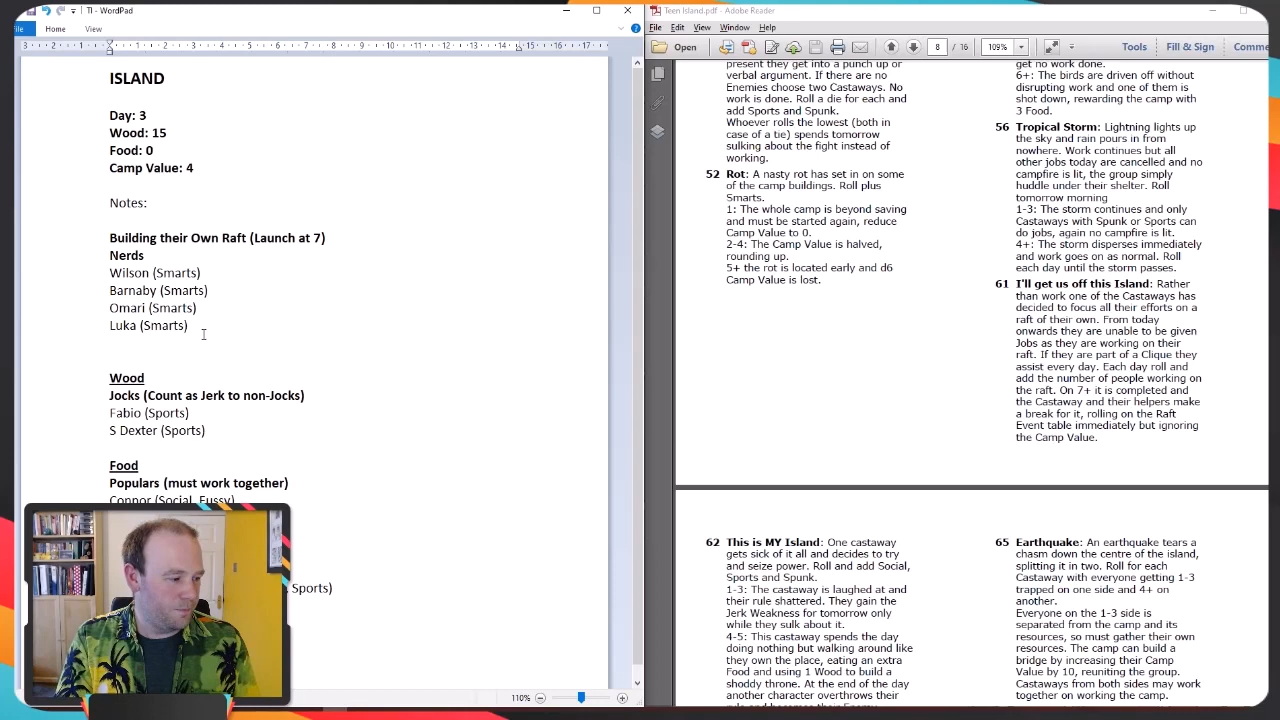 TI - WordPad
File
Home
View
3
1
2
3
4
5
6
7
8
9
10
11
12
13
14
15
16
17
ISLAND
Day: 3
Wood: 15
Food: 0
Camp Value: 4
Notes:
Building their Own Raft (Launch at 7)
Nerds
Wilson (Smarts)
Barnaby (Smarts)
Omari (Smarts)
Luka (Smarts)
Wood
Jocks (Count as Jerk to non-Jocks)
Fabio (Sports)
S Dexter (Sports)
Food
Populars (must work together)
Connor (Social, Fussy)
Sports)
110%
Teen Island.pdf - Adobe Reader
File Edit View Window Help
Open
8 / 16
109%
Tools
Fill & Sign
Comme
present they get into a punch up or
verbal argument. If there are no
Enemies choose two Castaways. No
work is done. Roll a die for each and
add Sports and Spunk.
Whoever rolls the lowest (both in
case of a tie) spends tomorrow
sulking about the fight instead of
working.
52 Rot: A nasty rot has set in on some
of the camp buildings. Roll plus
Smarts.
1: The whole camp is beyond saving
and must be started again, reduce
Camp Value to 0.
2-4: The Camp Value is halved,
rounding up.
5+ the rot is located early and d6
Camp Value is lost.
get no work done.
6+: The birds are driven off without
disrupting work and one of them is
shot down, rewarding the camp with
3 Food.
56 Tropical Storm: Lightning lights up
the sky and rain pours in from
nowhere. Work continues but all
other jobs today are cancelled and no
campfire is lit, the group simply
huddle under their shelter. Roll
tomorrow morning
1-3: The storm continues and only
Castaways with Spunk or Sports can
do jobs, again no campfire is lit.
4+: The storm disperses immediately
and work goes on as normal. Roll
each day until the storm passes.
61 I'll get us off this Island: Rather
than work one of the Castaways has
decided to focus all their efforts on a
raft of their own. From today
onwards they are unable to be given
Jobs as they are working on their
raft. If they are part of a Clique they
assist every day. Each day roll and
add the number of people working on
the raft. On 7+ it is completed and
the Castaway and their helpers make
a break for it, rolling on the Raft
Event table immediately but ignoring
the Camp Value.
62 This is MY Island: One castaway
gets sick of it all and decides to try
and seize power. Roll and add Social,
Sports and Spunk.
1-3: The castaway is laughed at and
their rule shattered. They gain the
Jerk Weakness for tomorrow only
while they sulk about it.
4-5: This castaway spends the day
doing nothing but walking around like
they own the place, eating an extra
Food and using 1 Wood to build a
shoddy throne. At the end of the day
another character overthrows their
rule and becomes their Enemy
65 Earthquake: An earthquake tears a
chasm down the centre of the island,
splitting it in two. Roll for each
Castaway with everyone getting 1-3
trapped on one side and 4+ on
another.
Everyone on the 1-3 side is
separated from the camp and its
resources, so must gather their own
resources. The camp can build a
bridge by increasing their Camp
Value by 10, reuniting the group.
Castaways from both sides may work
together on working the camp.